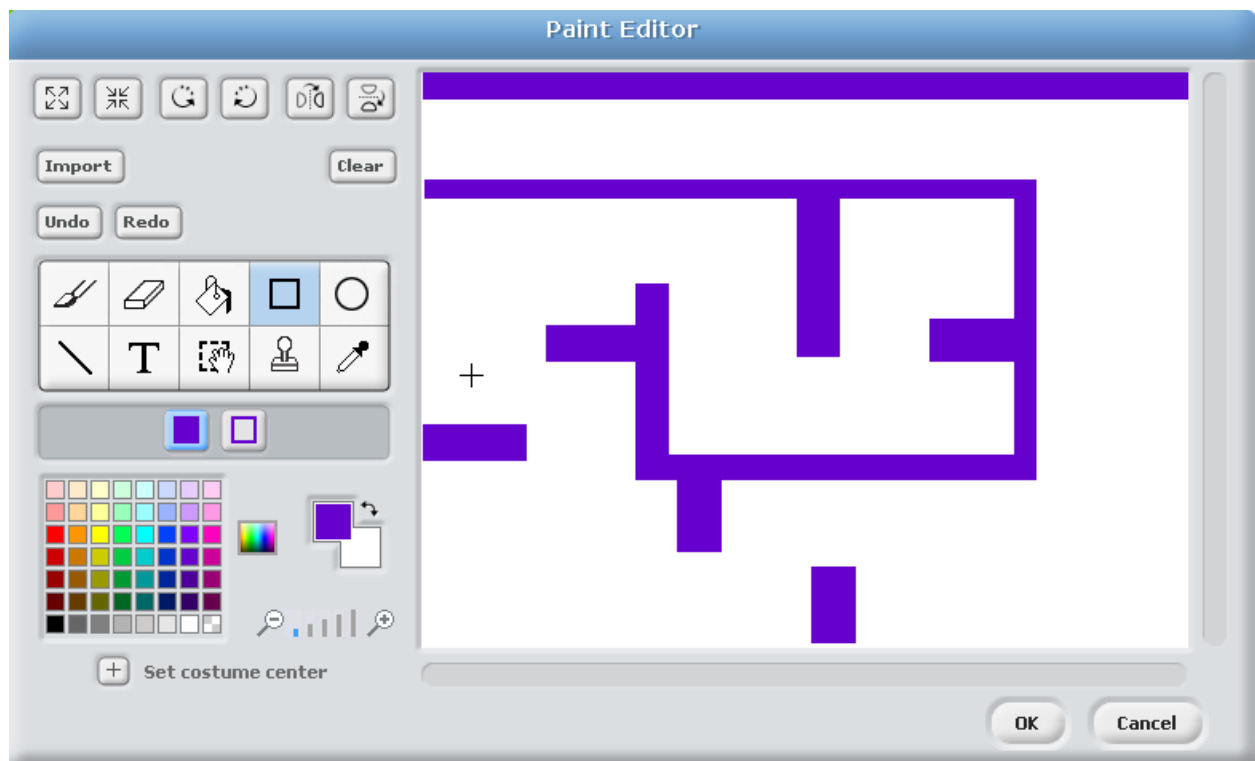 Paint Editor
Import
Clear
Undo
Redo
T
Set costume center
OK
Cancel